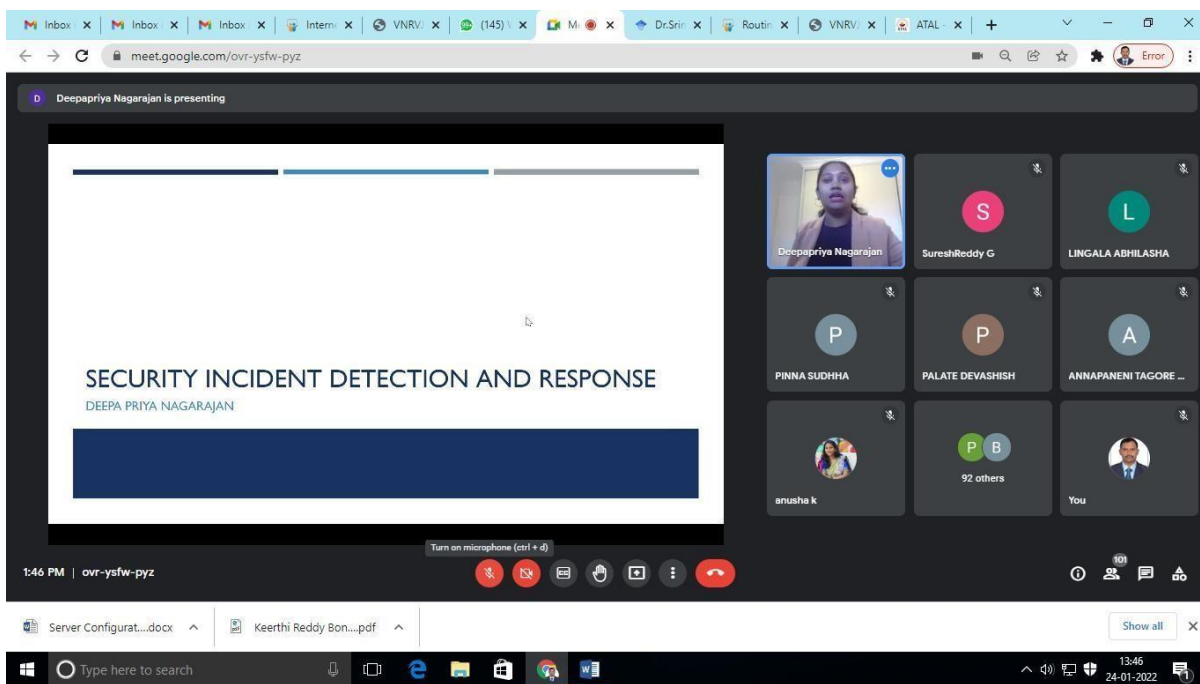 Inbox
Inbox
Inbox
Intern
VNRV
(145)
M
Dr.Srin
Routin
VNRV
ATAL -
meet.google.com/ovr-ysfw-pyz
Error
D
Deepapriya Nagarajan is presenting
SECURITY INCIDENT DETECTION AND RESPONSE
DEEPA PRIYA NAGARAJAN
Deepapriya Nagarajan
S
SureshReddy G
L
LINGALA ABHILASHA
P
PINNA SUDHHA
P
PALATE DEVASHISH
A
ANNAPANENI TAGORE ...
anusha k
P B
92 others
You
Turn on microphone (ctrl + d)
1:46 PM | ovr-ysfw-pyz
101
Server Configurat....docx
Keerthi Reddy Bon....pdf
Show all
Type here to search
13:46
24-01-2022